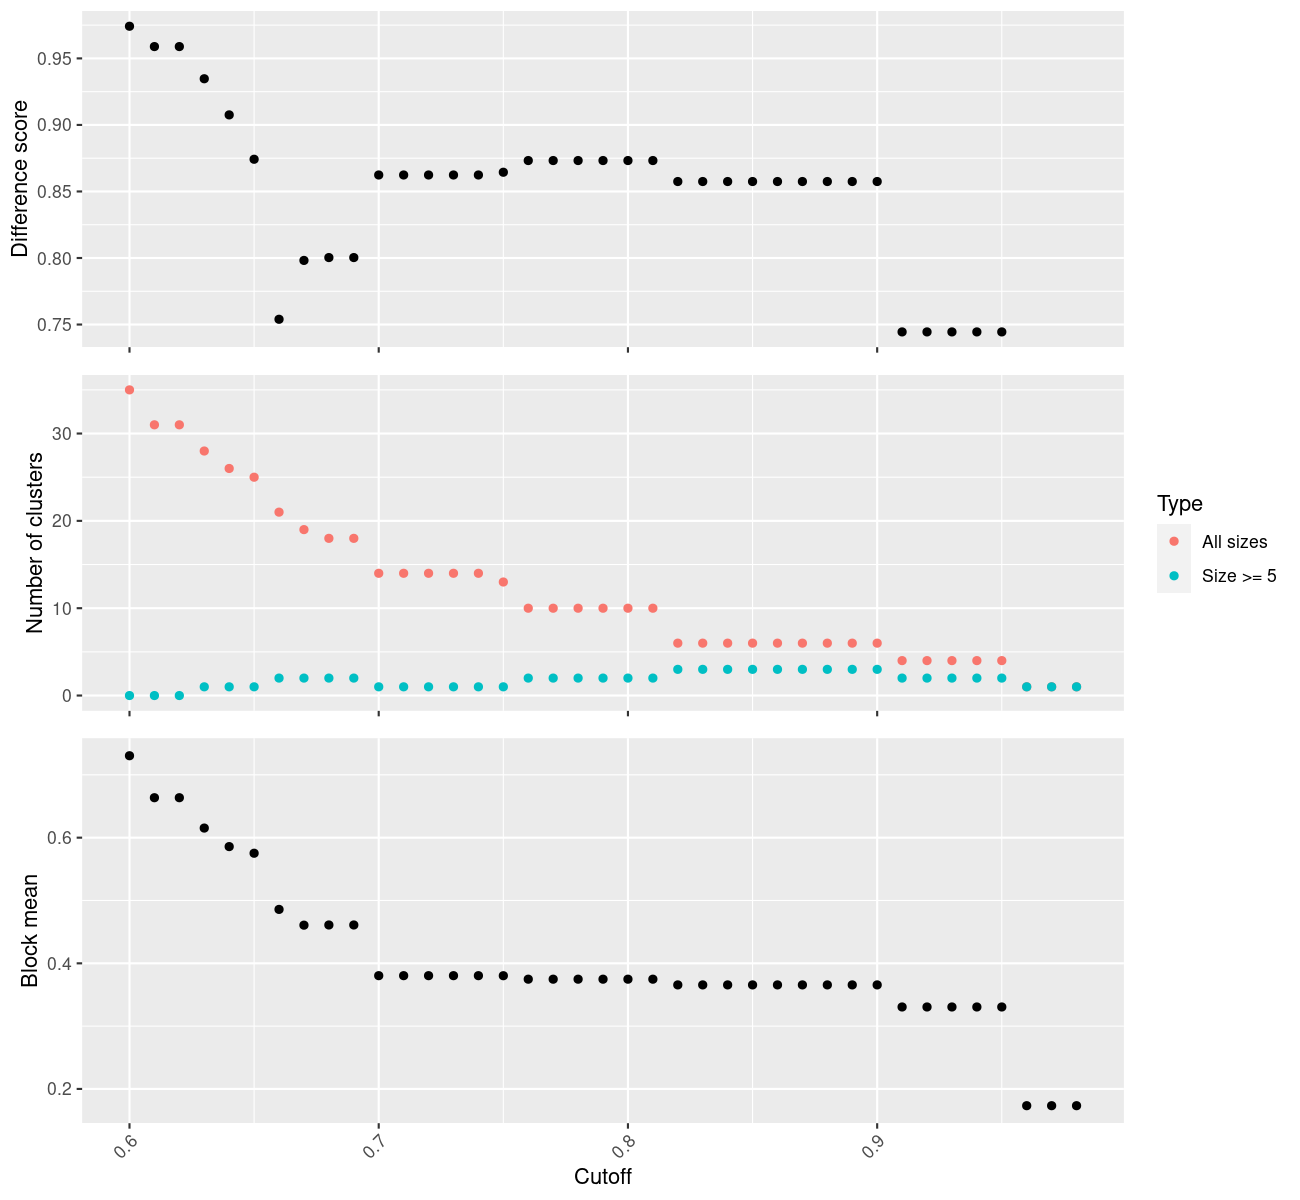 Difference score
0.95
0.90
0.85
0.80
0.75
Number of clusters
30
20
10
0
Type
All sizes
Size >= 5
Block mean
0.6
0.4
0.2
0.6 0.7 0.8 0.9
Cutoff